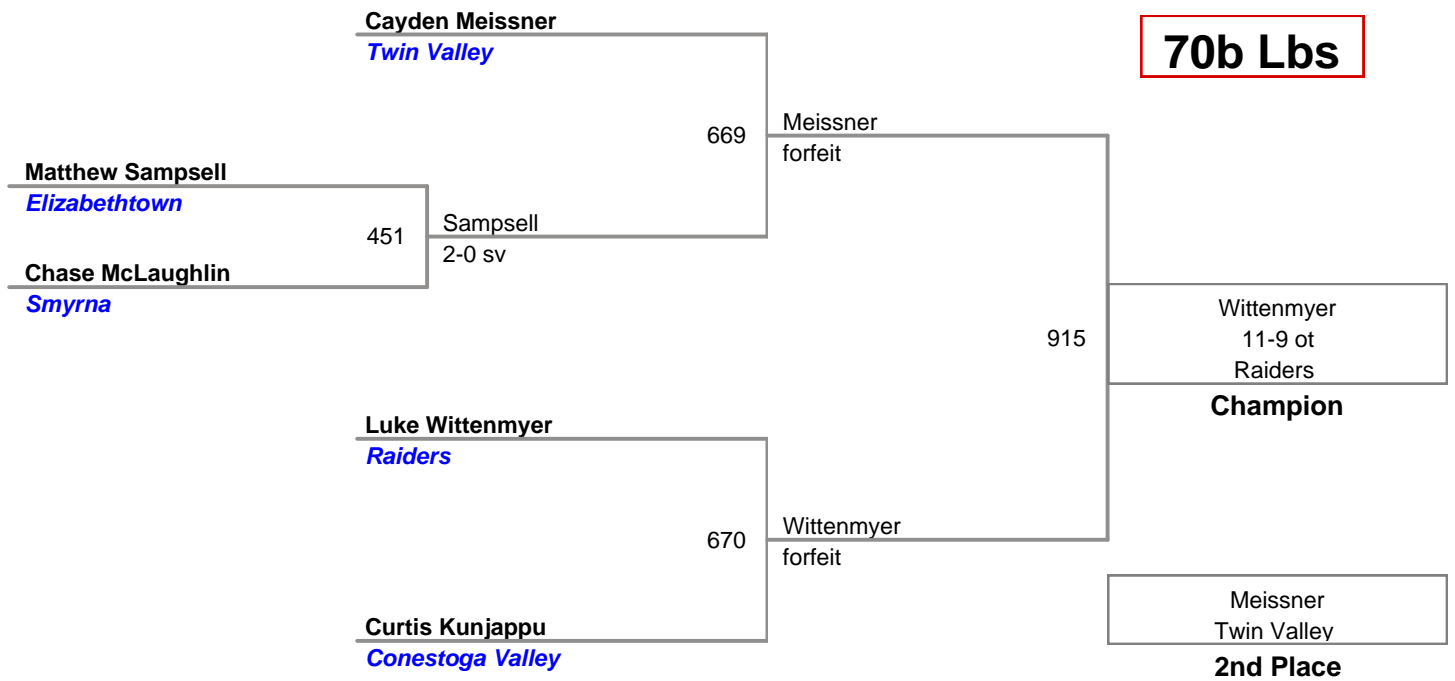 Cayden Meissner
Twin Valley
70b Lbs
669
Meissner
forfeit
Matthew Sampsell
Elizabethtown
451
Sampsell
2-0 sv
Chase McLaughlin
Smyrna
915
Wittenmyer
11-9 ot
Raiders
Champion
Luke Wittenmyer
Raiders
670
Wittenmyer
forfeit
Curtis Kunjappu
Conestoga Valley
Meissner
Twin Valley
2nd Place